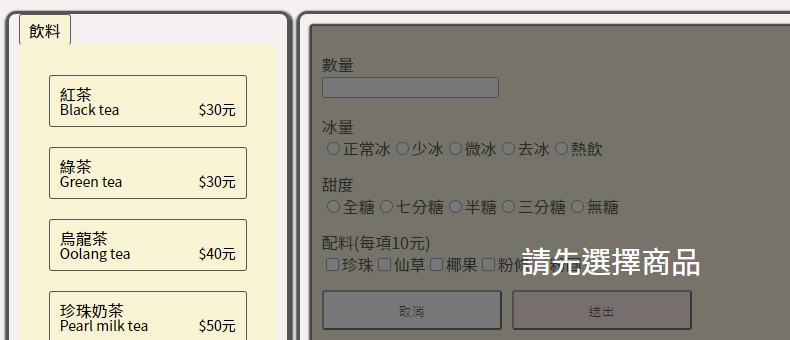 飲料
紅茶
Black tea $30元
綠茶
Green tea $30元
烏龍茶
Oolang tea $40元
珍珠奶茶
Pearl milk tea $50元
數量
冰量
正常冰 少冰 微冰 去冰 熱飲
甜度
全糖 七分糖 半糖 三分糖 無糖
配料(每項10元)
珍珠 仙草 椰果 粉條
請先選擇商品
取消 送出